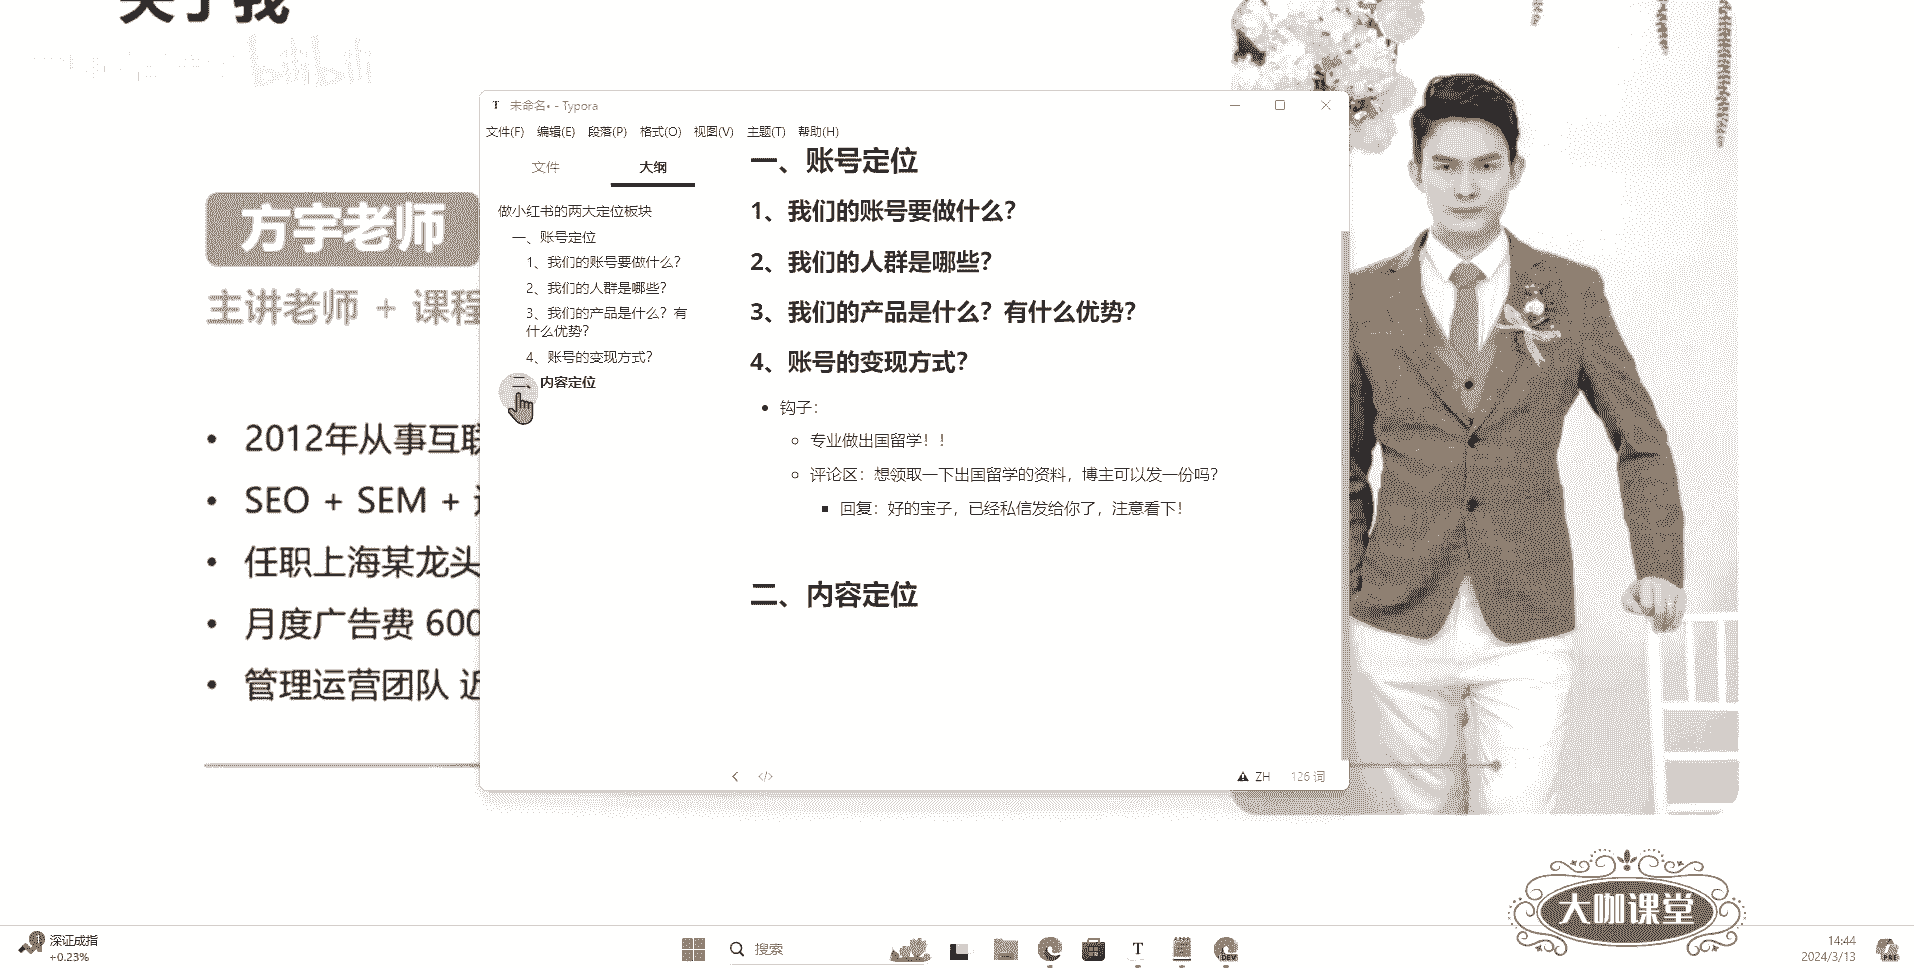 关于我
bilibili
方宇老师
主讲老师 + 课程
• 2012年从事互联
• SEO + SEM +
• 任职上海某龙头
• 月度广告费 600
• 管理运营团队 近
未命名• - Typora
文件(F) 编辑(E) 段落(P) 格式(O) 视图(V) 主题(T) 帮助(H)
文件 大纲
做小红书的两大定位板块
一、账号定位
1、我们的账号要做什么？
2、我们的人群是哪些？
3、我们的产品是什么？有
什么优势？
4、账号的变现方式？
二、内容定位
一、账号定位
1、我们的账号要做什么？
2、我们的人群是哪些？
3、我们的产品是什么？有什么优势？
4、账号的变现方式？
• 钩子：
专业做出国留学！！
评论区：想领取一下出国留学的资料，博主可以发一份吗？
回复：好的宝子，已经私信发给你了，注意看下！
二、内容定位
ZH 126 词
大咖课堂
1
深证成指
+0.23%
搜索
T
DEV
14:44
2024/3/13
PRE